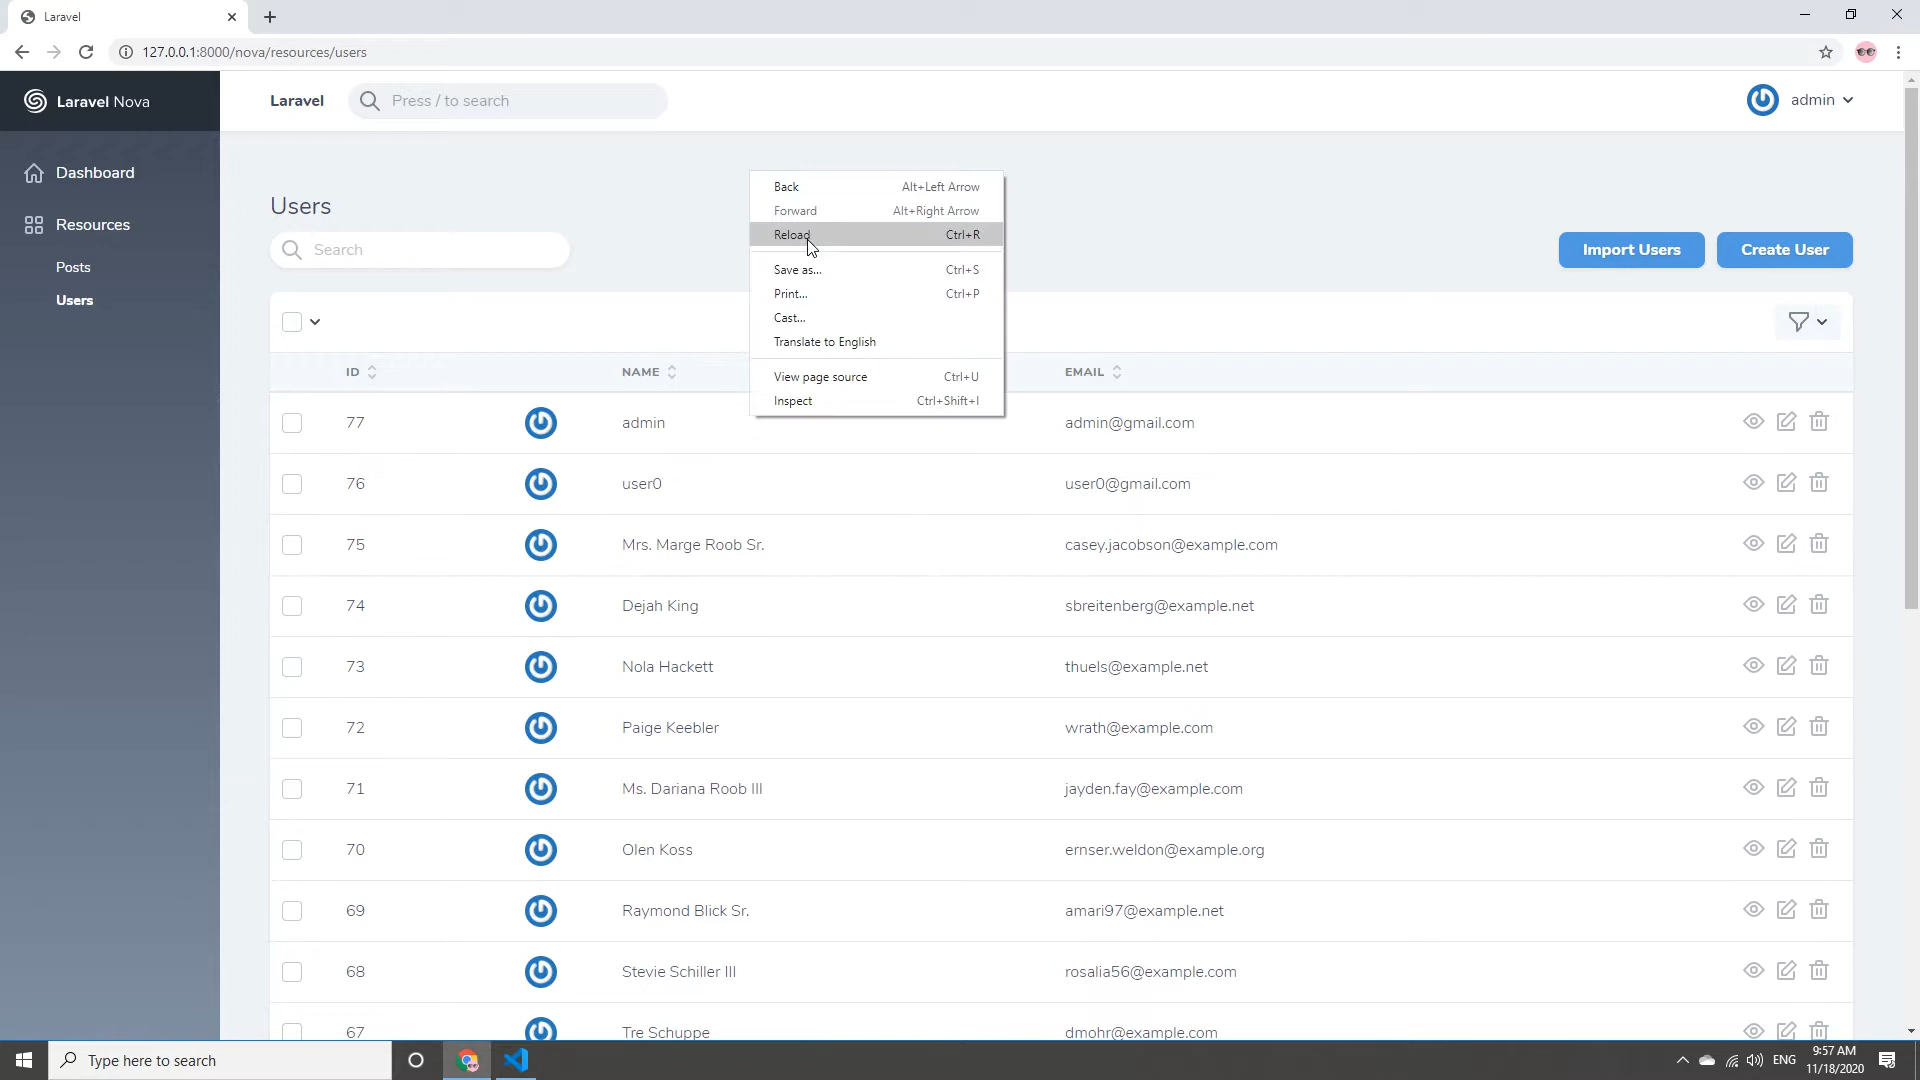 Laravel
127.0.0.1:8000/nova/resources/users
Laravel Nova
Laravel
Press / to search
admin
Dashboard
Resources
Posts
Users
Users
Search
Back Alt+Left Arrow
Forward Alt+Right Arrow
Reload Ctrl+R
Save as... Ctrl+S
Print... Ctrl+P
Cast...
Translate to English
View page source Ctrl+U
Inspect Ctrl+Shift+I
Import Users
Create User
ID NAME EMAIL
77 admin admin@gmail.com
76 user0 user0@gmail.com
75 Mrs. Marge Roob Sr. casey.jacobson@example.com
74 Dejah King sbreitenberg@example.net
73 Nola Hackett thuels@example.net
72 Paige Keebler wrath@example.com
71 Ms. Dariana Roob III jayden.fay@example.com
70 Olen Koss ernser.weldon@example.org
69 Raymond Blick Sr. amari97@example.net
68 Stevie Schiller III rosalia56@example.com
67 Tre Schuppe dmohr@example.com
Type here to search
ENG
9:57 AM
11/18/2020